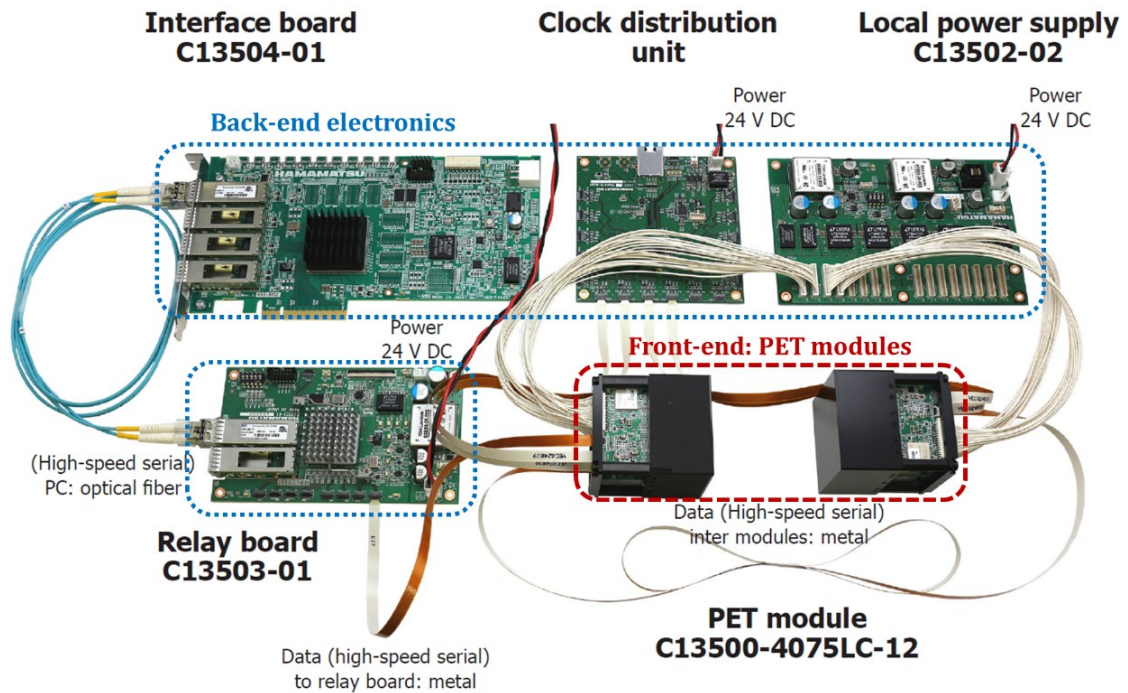 Interface board
C13504-01
Clock distribution
unit
Local power supply
C13502-02
Power
24 V DC
Power
24 V DC
Back-end electronics
HAMAMATSU
HAMAMATSU
Power
24 V DC
Front-end: PET modules
(High-speed serial)
PC: optical fiber
Data (High-speed serial)
inter modules: metal
Relay board
C13503-01
PET module
C13500-4075LC-12
Data (high-speed serial)
to relay board: metal